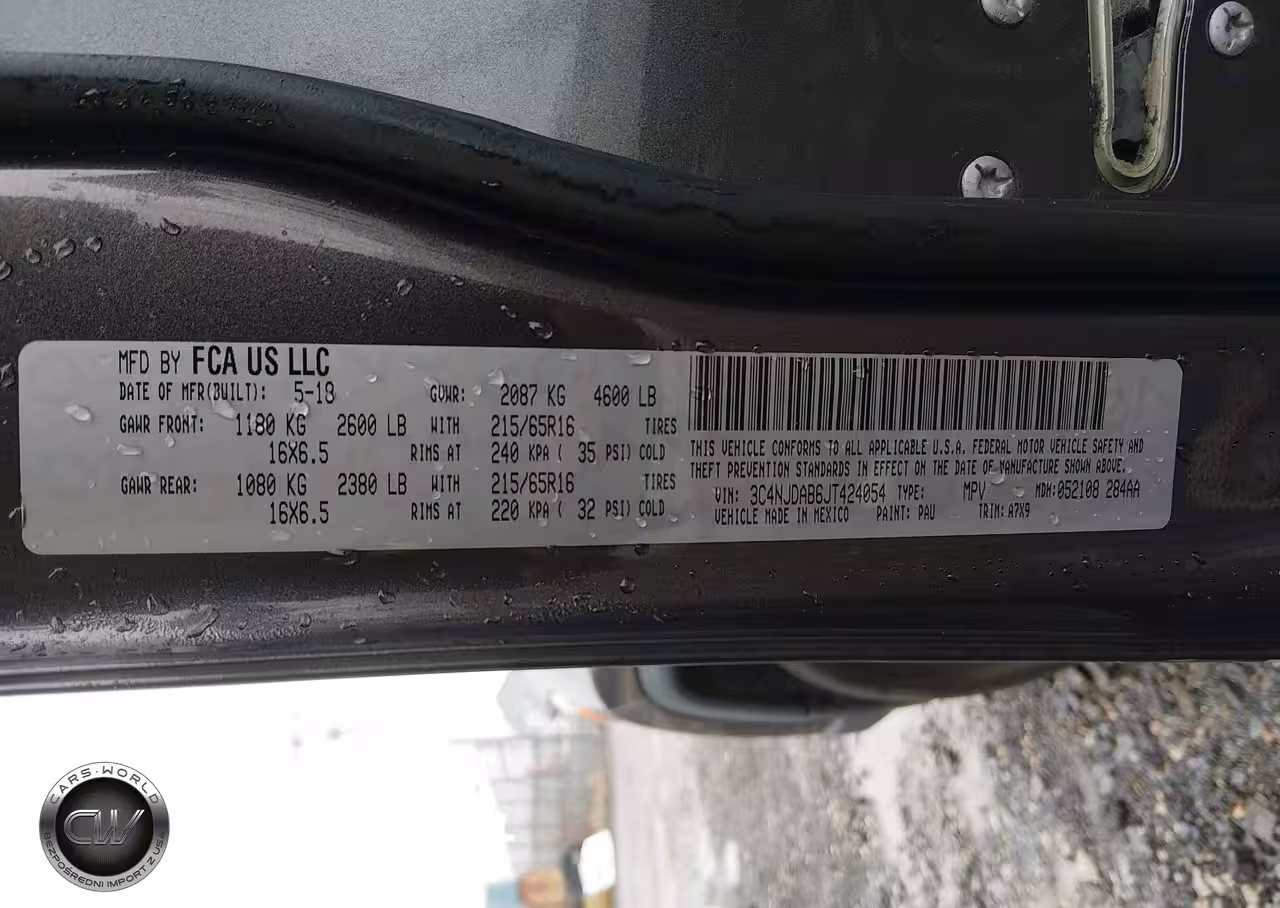 MFD BY FCA US LLC
DATE OF MFR(BUILT): 5-18 GVWR: 2087 KG 4600 LB
GAWR FRONT: 1180 KG 2600 LB WITH 215/65R16 TIRES
16X6.5 RIMS AT 240 KPA ( 35 PSI) COLD
GAWR REAR: 1080 KG 2380 LB WITH 215/65R16 TIRES
16X6.5 RIMS AT 220 KPA ( 32 PSI) COLD
THIS VEHICLE CONFORMS TO ALL APPLICABLE U.S.A. FEDERAL MOTOR VEHICLE SAFETY AND
THEFT PREVENTION STANDARDS IN EFFECT ON THE DATE OF MANUFACTURE SHOWN ABOVE.
VIN: 3C4NJDAB6JT424054 TYPE: MPV MDH:052108 284AA
VEHICLE MADE IN MEXICO PAINT: PAU TRIM: A7X9
CARS·WORLD
CW
BEZPOŚREDNI IMPORT Z USA